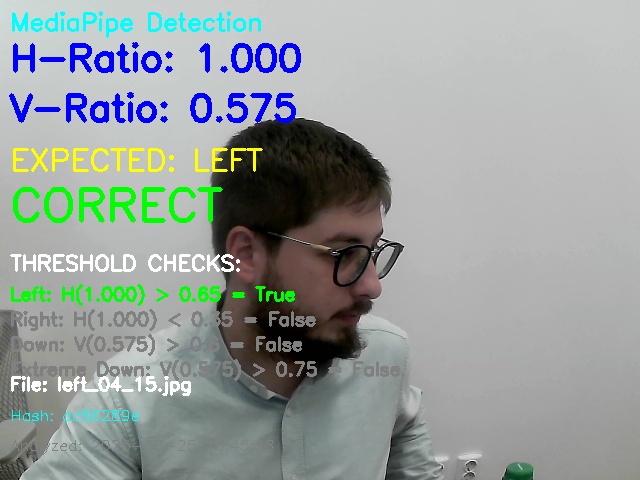 MediaPipe Detection
H-Ratio: 1.000
V-Ratio: 0.575
EXPECTED: LEFT
CORRECT
THRESHOLD CHECKS:
Left: H(1.000) > 0.65 = True
Right: H(1.000) < 0.35 = False
Down: V(0.575) > = False
Extreme Down: V(0.575) > 0.75 = False
File: left_04_15.jpg
Hash: